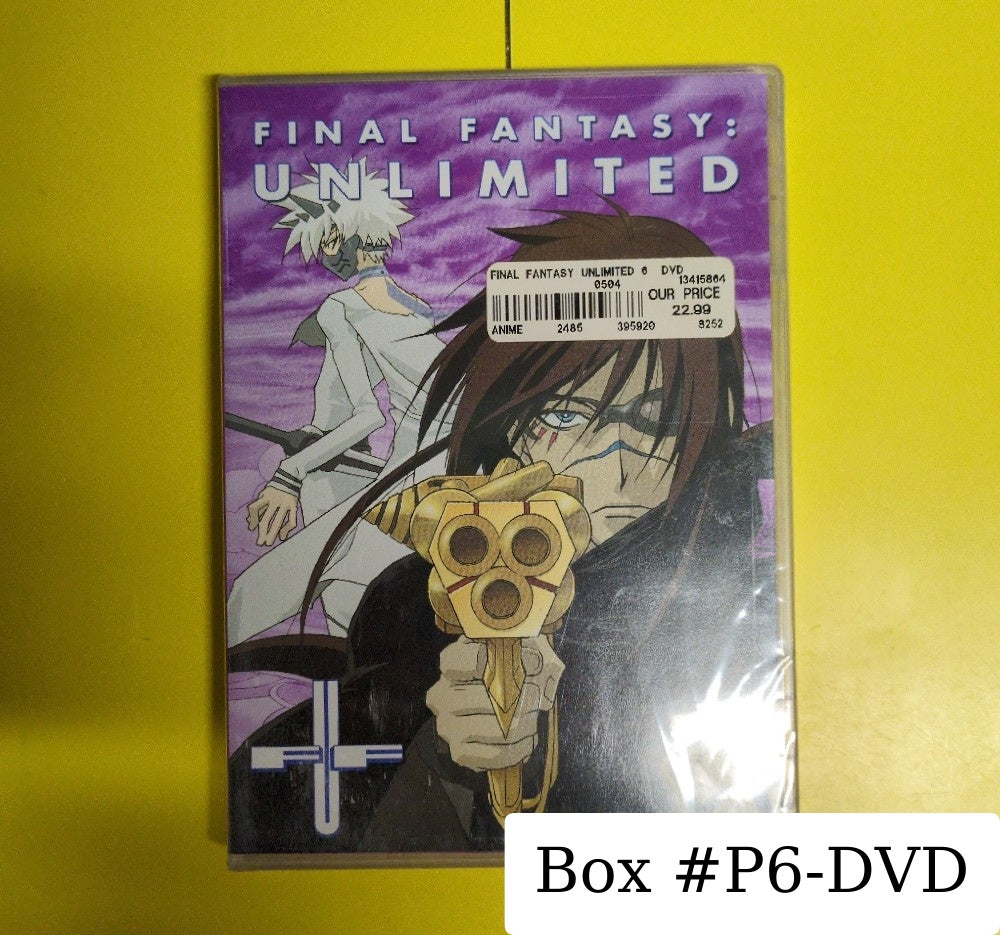 FINAL FANTASY:
UNLIMITED
FINAL FANTASY UNLIMITED 6 DVD
0504 13415864
OUR PRICE
22.99
ANIME 2485 395920 8252
FF
Box #P6-DVD